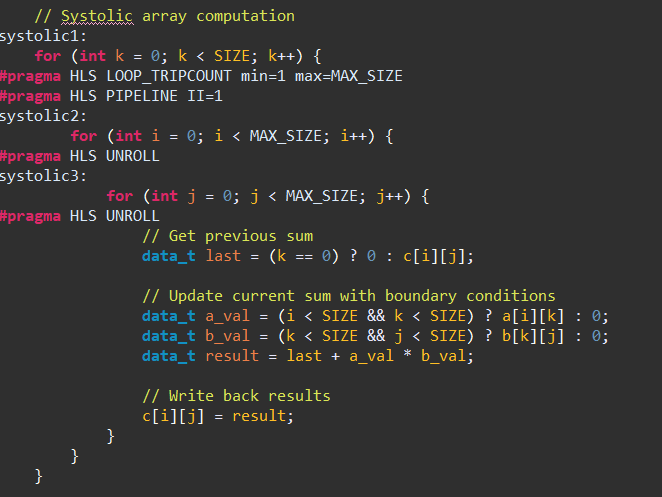 // Systolic array computation
systolic1:
for (int k = 0; k < SIZE; k++) {
#pragma HLS LOOP_TRIPCOUNT min=1 max=MAX_SIZE
#pragma HLS PIPELINE II=1
systolic2:
for (int i = 0; i < MAX_SIZE; i++) {
#pragma HLS UNROLL
systolic3:
for (int j = 0; j < MAX_SIZE; j++) {
#pragma HLS UNROLL
// Get previous sum
data_t last = (k == 0) ? 0 : c[i][j];
// Update current sum with boundary conditions
data_t a_val = (i < SIZE && k < SIZE) ? a[i][k] : 0;
data_t b_val = (k < SIZE && j < SIZE) ? b[k][j] : 0;
data_t result = last + a_val * b_val;
// Write back results
c[i][j] = result;
}
}
}